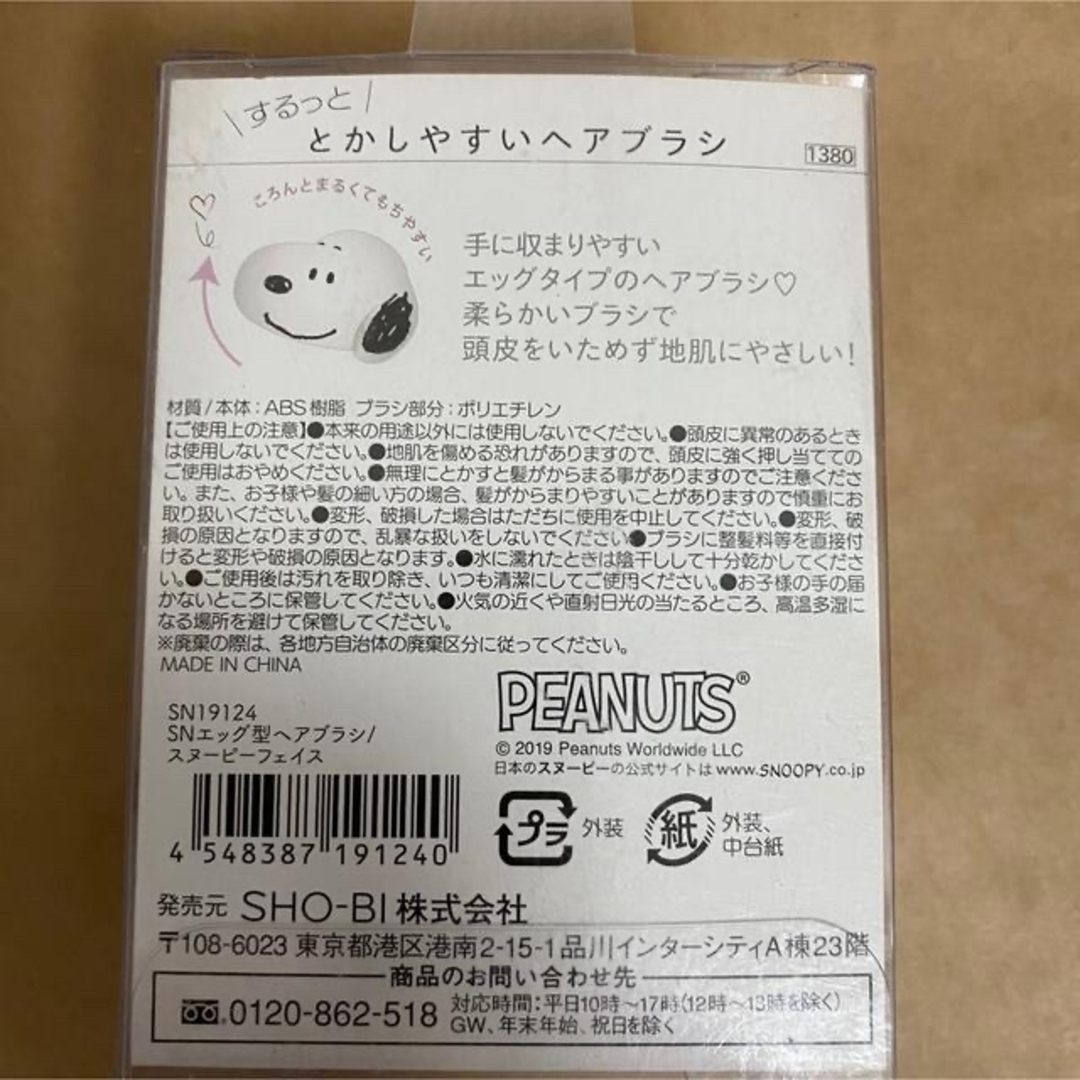 するっと
とかしやすいヘアブラシ
1380
ころんとまるくてもちやすい
手に収まりやすい
エッグタイプのヘアブラシ♡
柔らかいブラシで
頭皮をいためず地肌にやさしい!
材質/本体:ABS樹脂 ブラシ部分:ポリエチレン
【ご使用上の注意】●本来の用途以外には使用しないでください。●頭皮に異常のあるとき
は使用しないでください。●地肌を傷める恐れがありますので、頭皮に強く押し当てての
ご使用はおやめください。●無理にとかすと髪がからまる事がありますのでご注意くださ
い。また、お子様や髪の細い方の場合、髪がからまりやすいことがありますので慎重にお
取り扱いください。●変形、破損した場合はただちに使用を中止してください。●変形、破
損の原因となりますので、乱暴な扱いをしないでください●ブラシに整髪料等を直接付
けると変形や破損の原因となります。●水に濡れたときは陰干しして十分乾かしてくださ
い。●ご使用後は汚れを取り除き、いつも清潔にしてご使用ください。●お子様の手の届
かないところに保管してください。●火気の近くや直射日光の当たるところ、高温多湿に
なる場所を避けて保管してください。
※廃棄の際は、各地方自治体の廃棄区分に従ってください。
MADE IN CHINA
SN19124
SNエッグ型ヘアブラシ/
スヌーピーフェイス
PEANUTS®
© 2019 Peanuts Worldwide LLC
日本のスヌーピーの公式サイトは www.SNOOPY.co.jp
4 548387 191240
プラ 外装
紙 外装、
中台紙
発売元 SHO-BI株式会社
〒108-6023 東京都港区港南2-15-1品川インターシティA棟23階
商品のお問い合わせ先
0120-862-518 対応時間:平日10時〜17時(12時〜13時を除く)
GW、年末年始、祝日を除く